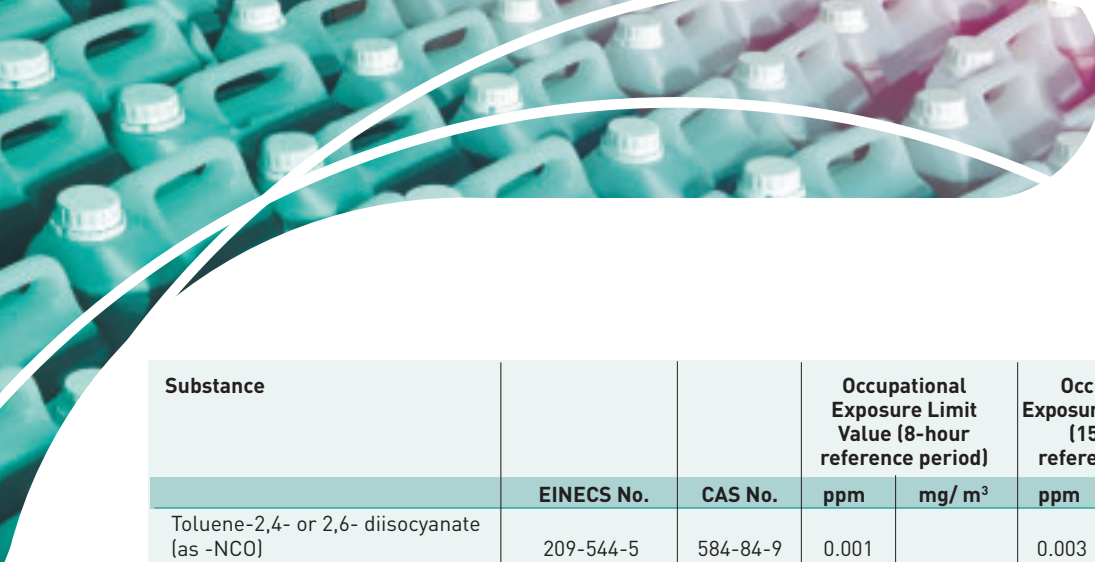 Substance
Occupational
Exposure Limit
Value (8-hour
reference period)
EINECS No. CAS No. ppm mg/ m³ ppm
Toluene-2,4- or 2,6- diisocyanate
(as -NCO) 209-544-5 584-84-9 0.001 0.003